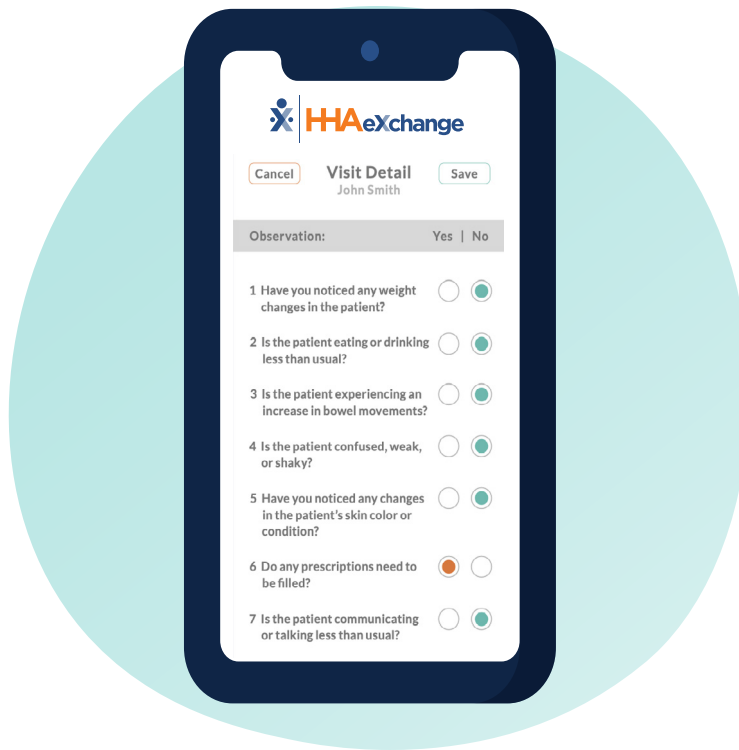 HHAeXchange
Cancel Visit Detail Save
John Smith
Observation: Yes | No
1 Have you noticed any weight
changes in the patient?
2 Is the patient eating or drinking
less than usual?
3 Is the patient experiencing an
increase in bowel movements?
4 Is the patient confused, weak,
or shaky?
5 Have you noticed any changes
in the patient's skin color or
condition?
6 Do any prescriptions need to
be filled?
7 Is the patient communicating
or talking less than usual?